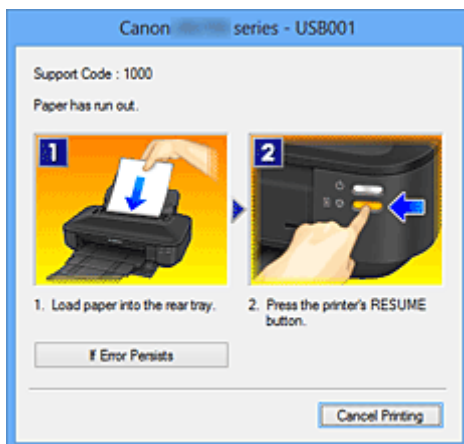 Canon series - USB001
Support Code : 1000
Paper has run out.
1
2
1. Load paper into the rear tray.
2. Press the printer's RESUME
button.
If Error Persists
Cancel Printing